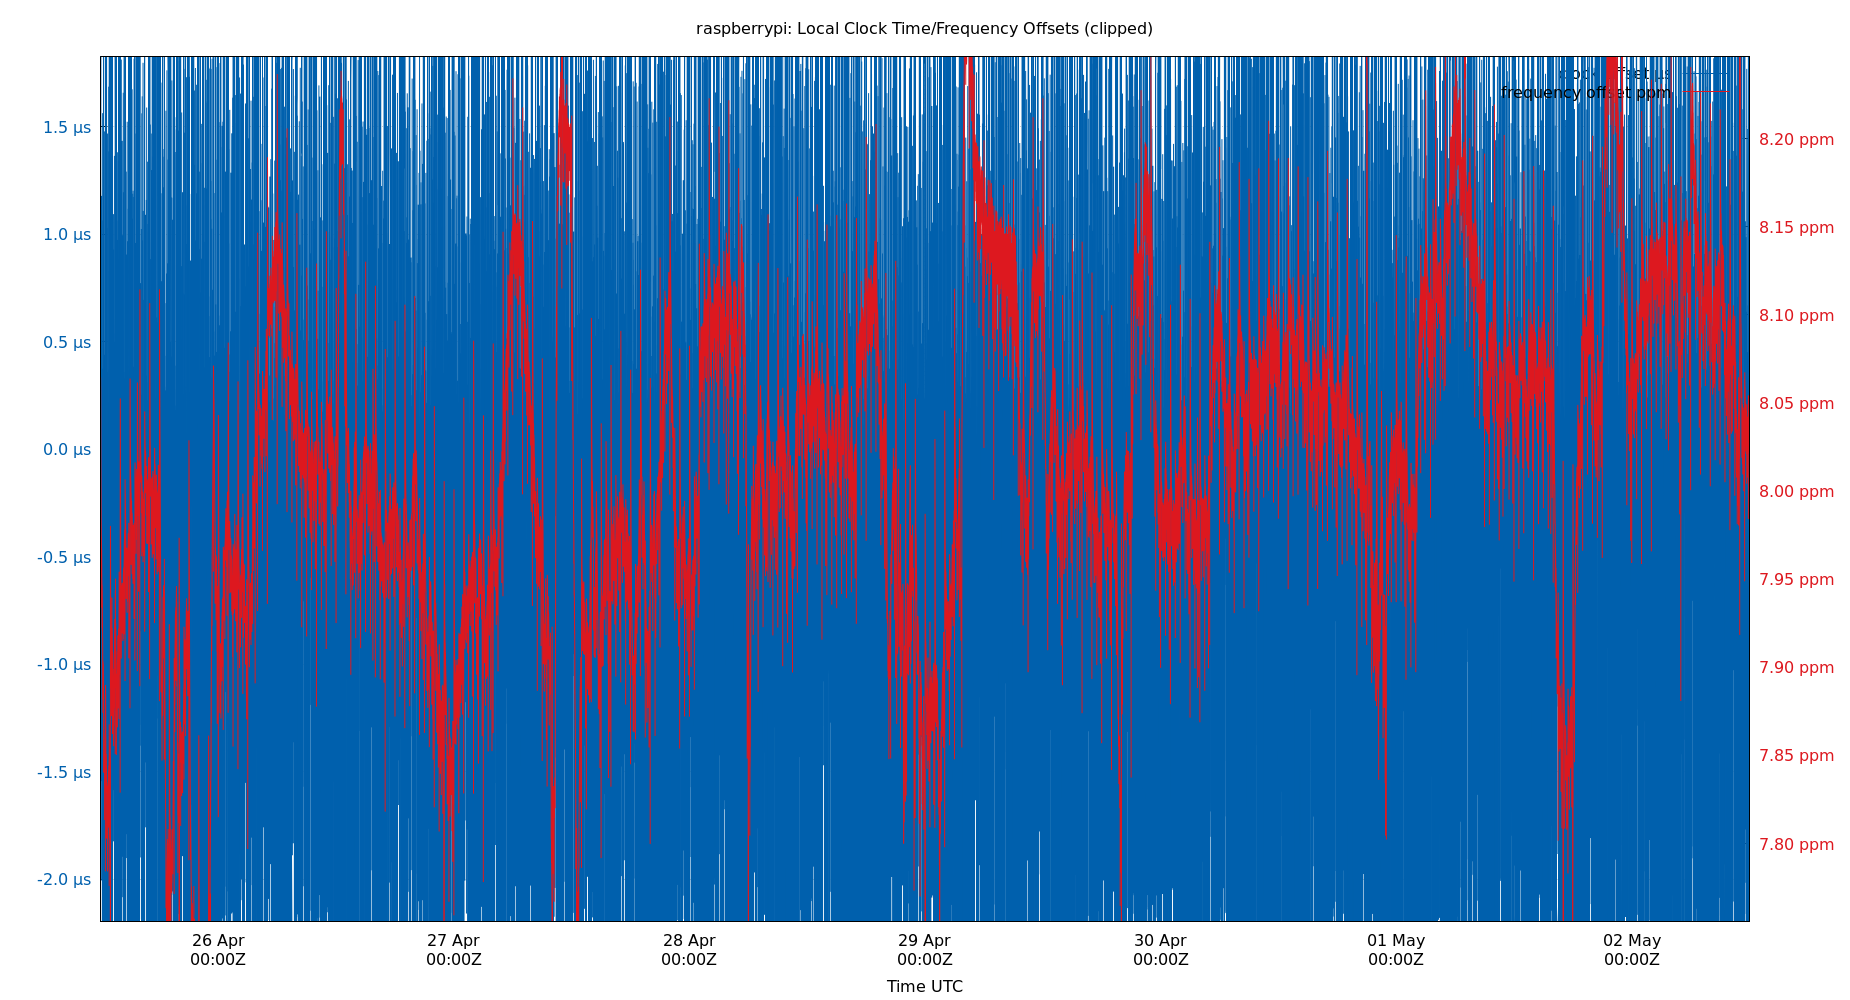 raspberrypi: Local Clock Time/Frequency Offsets (clipped)
clock offset µs
frequency offset ppm
1.5 µs
1.0 µs
0.5 µs
0.0 µs
-0.5 µs
-1.0 µs
-1.5 µs
-2.0 µs
8.20 ppm
8.15 ppm
8.10 ppm
8.05 ppm
8.00 ppm
7.95 ppm
7.90 ppm
7.85 ppm
7.80 ppm
26 Apr 27 Apr 28 Apr 29 Apr 30 Apr 01 May 02 May
00:00Z 00:00Z 00:00Z 00:00Z 00:00Z 00:00Z 00:00Z
Time UTC